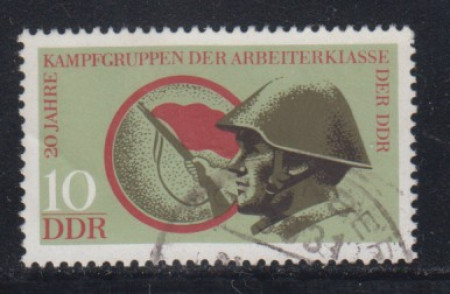 20 JAHRE KAMPFGRUPPEN DER ARBEITERKLASSE DER DDR
10
DDR